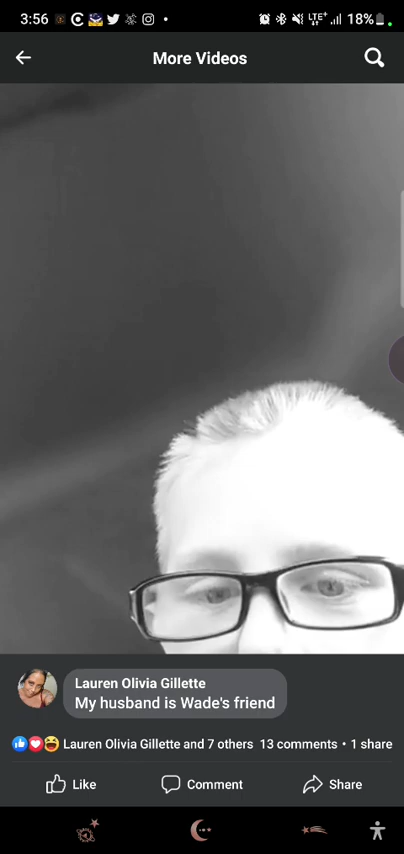 3:56 LTE+ 18%
More Videos
Lauren Olivia Gillette
My husband is Wade's friend
Lauren Olivia Gillette and 7 others 13 comments • 1 share
Like Comment Share